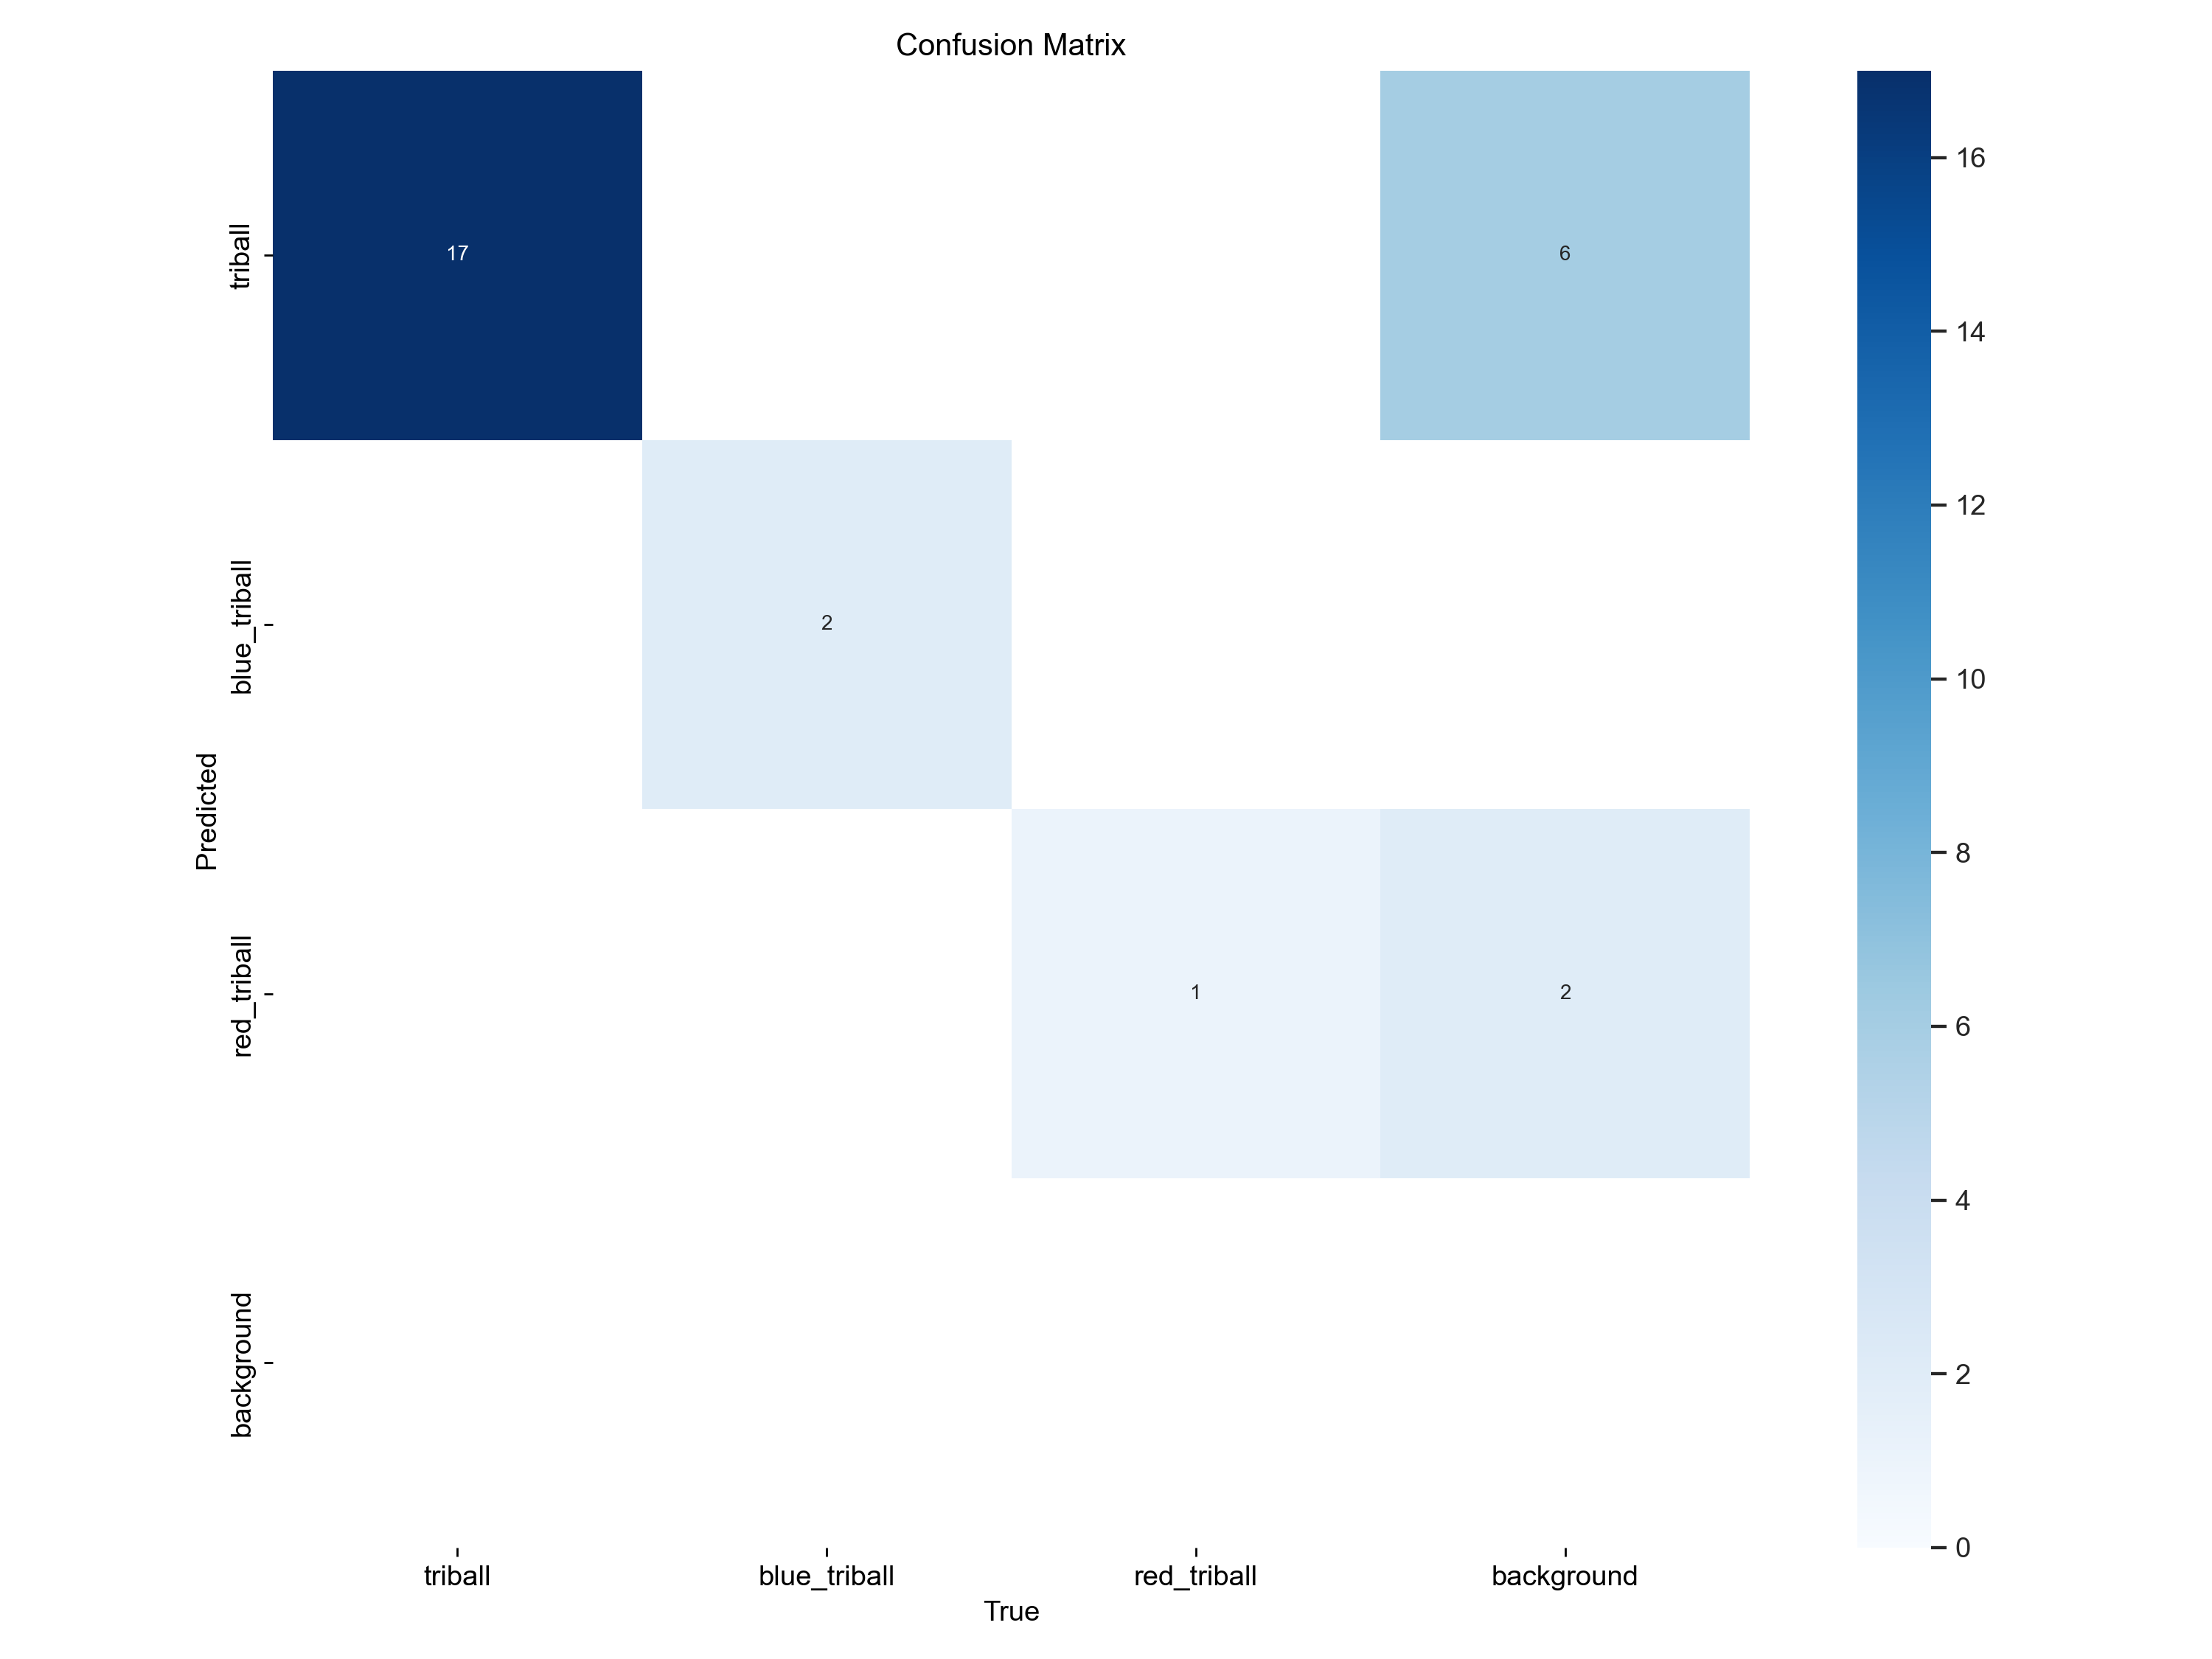 Confusion Matrix
triball
17
6
16
14
12
blue_triball
2
10
8
Predicted
red_triball
1
2
6
4
background
2
0
triball
blue_triball
red_triball
background
True